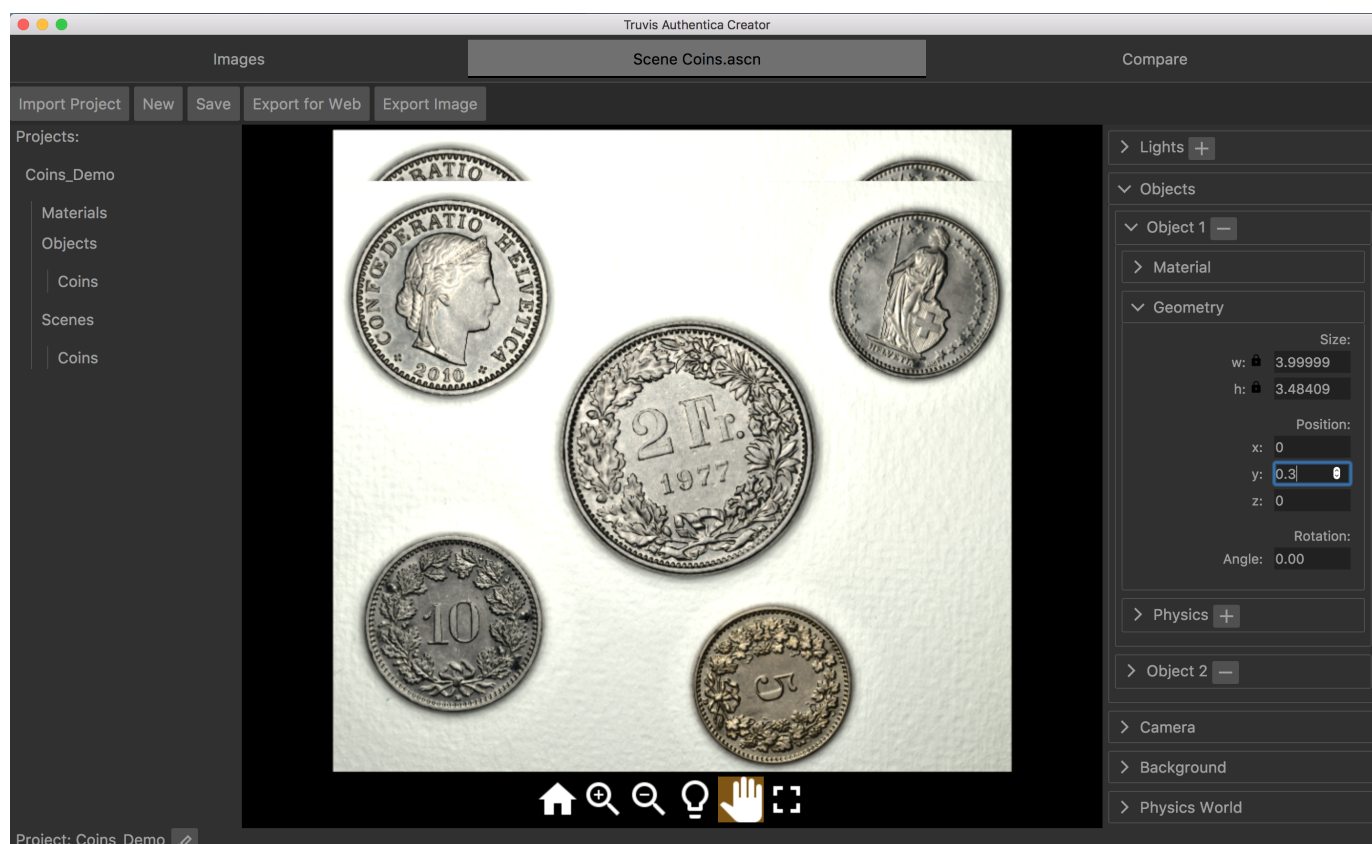 Truvis Authentica Creator
Images
Scene Coins.ascn
Compare
Import Project
New
Save
Export for Web
Export Image
Projects:
Coins_Demo
Materials
Objects
Coins
Scenes
Coins
RATIO
CONFŒDERATIO HELVETICA
2010
HELVETIA
2 Fr.
1977
10
5
Lights
Objects
Object 1
Material
Geometry
Size:
w: 3.99999
h: 3.48409
Position:
x: 0
y: 0.3
z: 0
Rotation:
Angle: 0.00
Physics
Object 2
Camera
Background
Physics World
Project: Coins_Demo